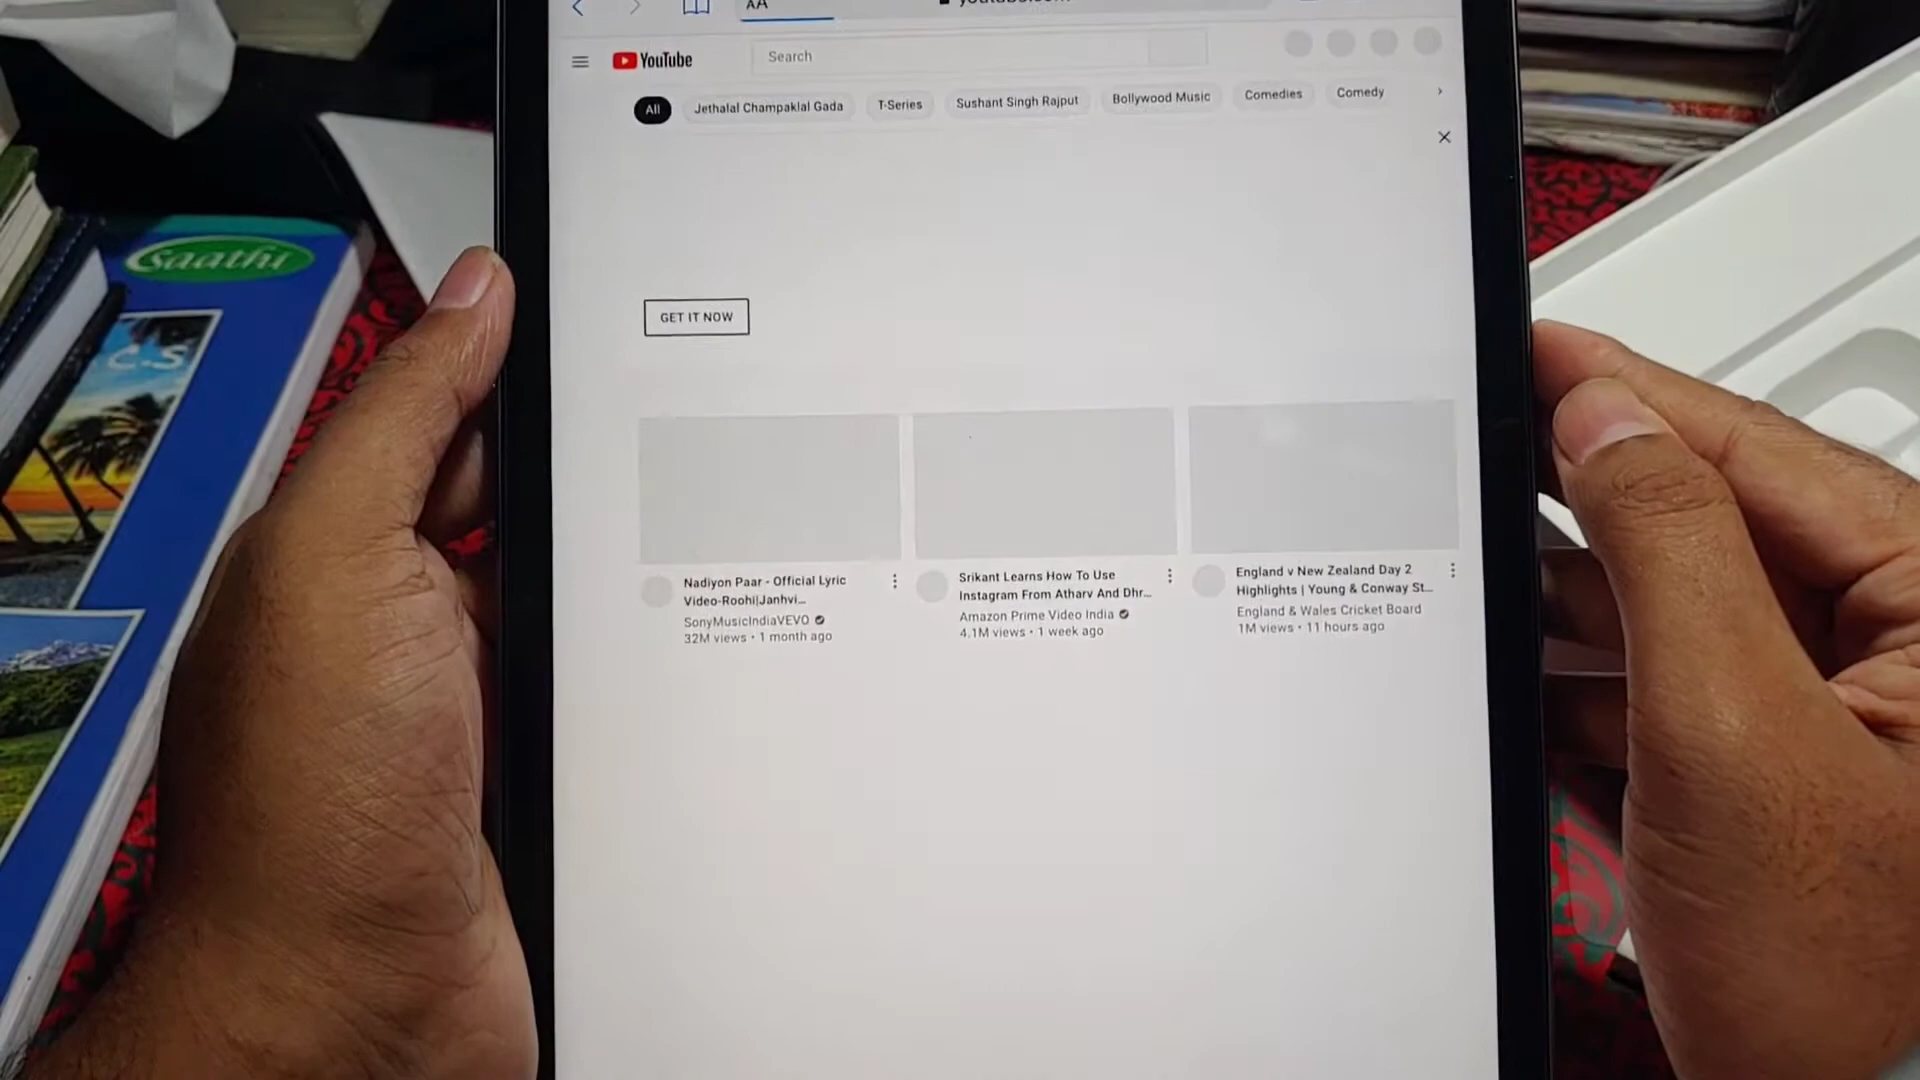 AA
YouTube
Search
All
Jethalal Champaklal Gada
T-Series
Sushant Singh Rajput
Bollywood Music
Comedies
Comedy
GET IT NOW
Nadiyon Paar - Official Lyric
Video-Roohi|Janhvi...
SonyMusicIndiaVEVO
32M views • 1 month ago
Srikant Learns How To Use
Instagram From Atharv And Dhr...
Amazon Prime Video India
4.1M views • 1 week ago
England v New Zealand Day 2
Highlights | Young & Conway St...
England & Wales Cricket Board
1M views • 11 hours ago
Saathi
C.S